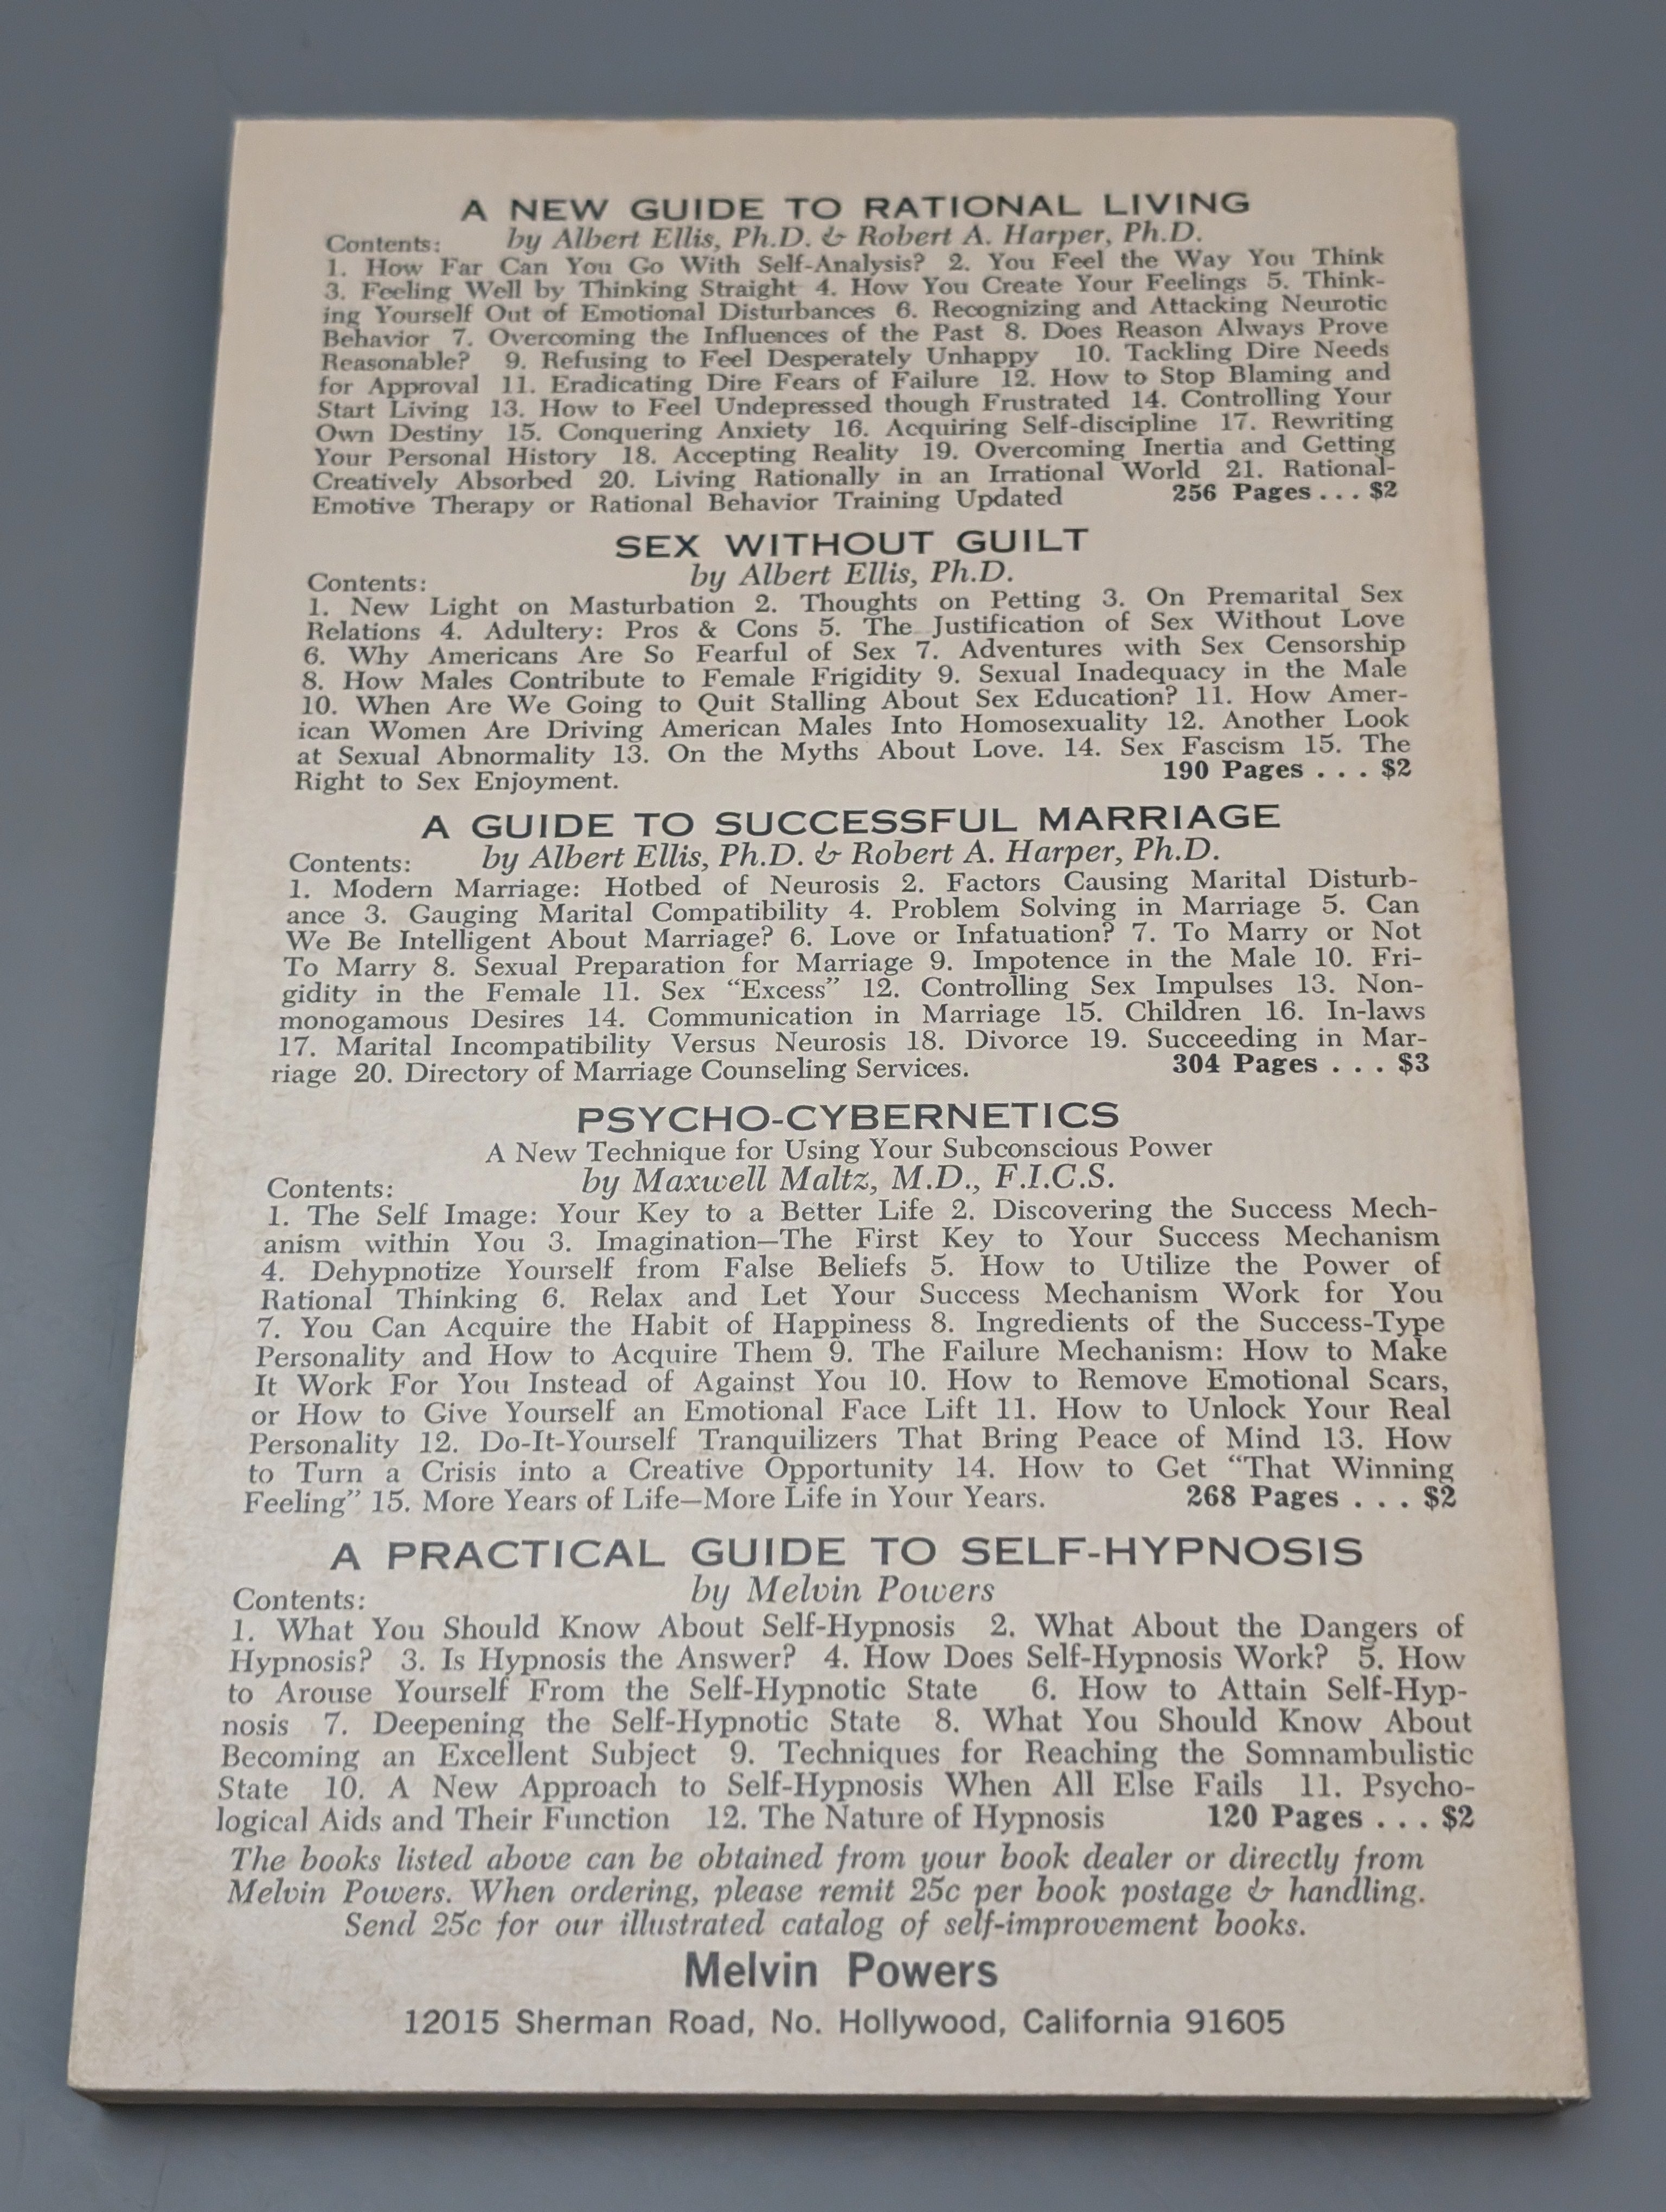 A NEW GUIDE TO RATIONAL LIVING
Contents: by Albert Ellis, Ph.D. & Robert A. Harper, Ph.D.
1. How Far Can You Go With Self-Analysis? 2. You Feel the Way You Think
3. Feeling Well by Thinking Straight 4. How You Create Your Feelings 5. Think-
ing Yourself Out of Emotional Disturbances 6. Recognizing and Attacking Neurotic
Behavior 7. Overcoming the Influences of the Past 8. Does Reason Always Prove
Reasonable? 9. Refusing to Feel Desperately Unhappy 10. Tackling Dire Needs
for Approval 11. Eradicating Dire Fears of Failure 12. How to Stop Blaming and
Start Living 13. How to Feel Undepressed though Frustrated 14. Controlling Your
Own Destiny 15. Conquering Anxiety 16. Acquiring Self-discipline 17. Rewriting
Your Personal History 18. Accepting Reality 19. Overcoming Inertia and Getting
Creatively Absorbed 20. Living Rationally in an Irrational World 21. Rational-
Emotive Therapy or Rational Behavior Training Updated 256 Pages . . . $2
SEX WITHOUT GUILT
by Albert Ellis, Ph.D.
Contents:
1. New Light on Masturbation 2. Thoughts on Petting 3. On Premarital Sex
Relations 4. Adultery: Pros & Cons 5. The Justification of Sex Without Love
6. Why Americans Are So Fearful of Sex 7. Adventures with Sex Censorship
8. How Males Contribute to Female Frigidity 9. Sexual Inadequacy in the Male
10. When Are We Going to Quit Stalling About Sex Education? 11. How Amer-
ican Women Are Driving American Males Into Homosexuality 12. Another Look
at Sexual Abnormality 13. On the Myths About Love. 14. Sex Fascism 15. The
Right to Sex Enjoyment. 190 Pages . . . $2
A GUIDE TO SUCCESSFUL MARRIAGE
Contents: by Albert Ellis, Ph.D. & Robert A. Harper, Ph.D.
1. Modern Marriage: Hotbed of Neurosis 2. Factors Causing Marital Disturb-
ance 3. Gauging Marital Compatibility 4. Problem Solving in Marriage 5. Can
We Be Intelligent About Marriage? 6. Love or Infatuation? 7. To Marry or Not
To Marry 8. Sexual Preparation for Marriage 9. Impotence in the Male 10. Fri-
gidity in the Female 11. Sex “Excess” 12. Controlling Sex Impulses 13. Non-
monogamous Desires 14. Communication in Marriage 15. Children 16. In-laws
17. Marital Incompatibility Versus Neurosis 18. Divorce 19. Succeeding in Mar-
riage 20. Directory of Marriage Counseling Services. 304 Pages . . . $3
PSYCHO-CYBERNETICS
A New Technique for Using Your Subconscious Power
Contents: by Maxwell Maltz, M.D., F.I.C.S.
1. The Self Image: Your Key to a Better Life 2. Discovering the Success Mech-
anism within You 3. Imagination—The First Key to Your Success Mechanism
4. Dehypnotize Yourself from False Beliefs 5. How to Utilize the Power of
Rational Thinking 6. Relax and Let Your Success Mechanism Work for You
7. You Can Acquire the Habit of Happiness 8. Ingredients of the Success-Type
Personality and How to Acquire Them 9. The Failure Mechanism: How to Make
It Work For You Instead of Against You 10. How to Remove Emotional Scars,
or How to Give Yourself an Emotional Face Lift 11. How to Unlock Your Real
Personality 12. Do-It-Yourself Tranquilizers That Bring Peace of Mind 13. How
to Turn a Crisis into a Creative Opportunity 14. How to Get “That Winning
Feeling” 15. More Years of Life—More Life in Your Years. 268 Pages . . . $2
A PRACTICAL GUIDE TO SELF-HYPNOSIS
Contents: by Melvin Powers
1. What You Should Know About Self-Hypnosis 2. What About the Dangers of
Hypnosis? 3. Is Hypnosis the Answer? 4. How Does Self-Hypnosis Work? 5. How
to Arouse Yourself From the Self-Hypnotic State 6. How to Attain Self-Hyp-
nosis 7. Deepening the Self-Hypnotic State 8. What You Should Know About
Becoming an Excellent Subject 9. Techniques for Reaching the Somnambulistic
State 10. A New Approach to Self-Hypnosis When All Else Fails 11. Psycho-
logical Aids and Their Function 12. The Nature of Hypnosis 120 Pages . . . $2
The books listed above can be obtained from your book dealer or directly from
Melvin Powers. When ordering, please remit 25c per book postage & handling.
Send 25c for our illustrated catalog of self-improvement books.
Melvin Powers
12015 Sherman Road, No. Hollywood, California 91605